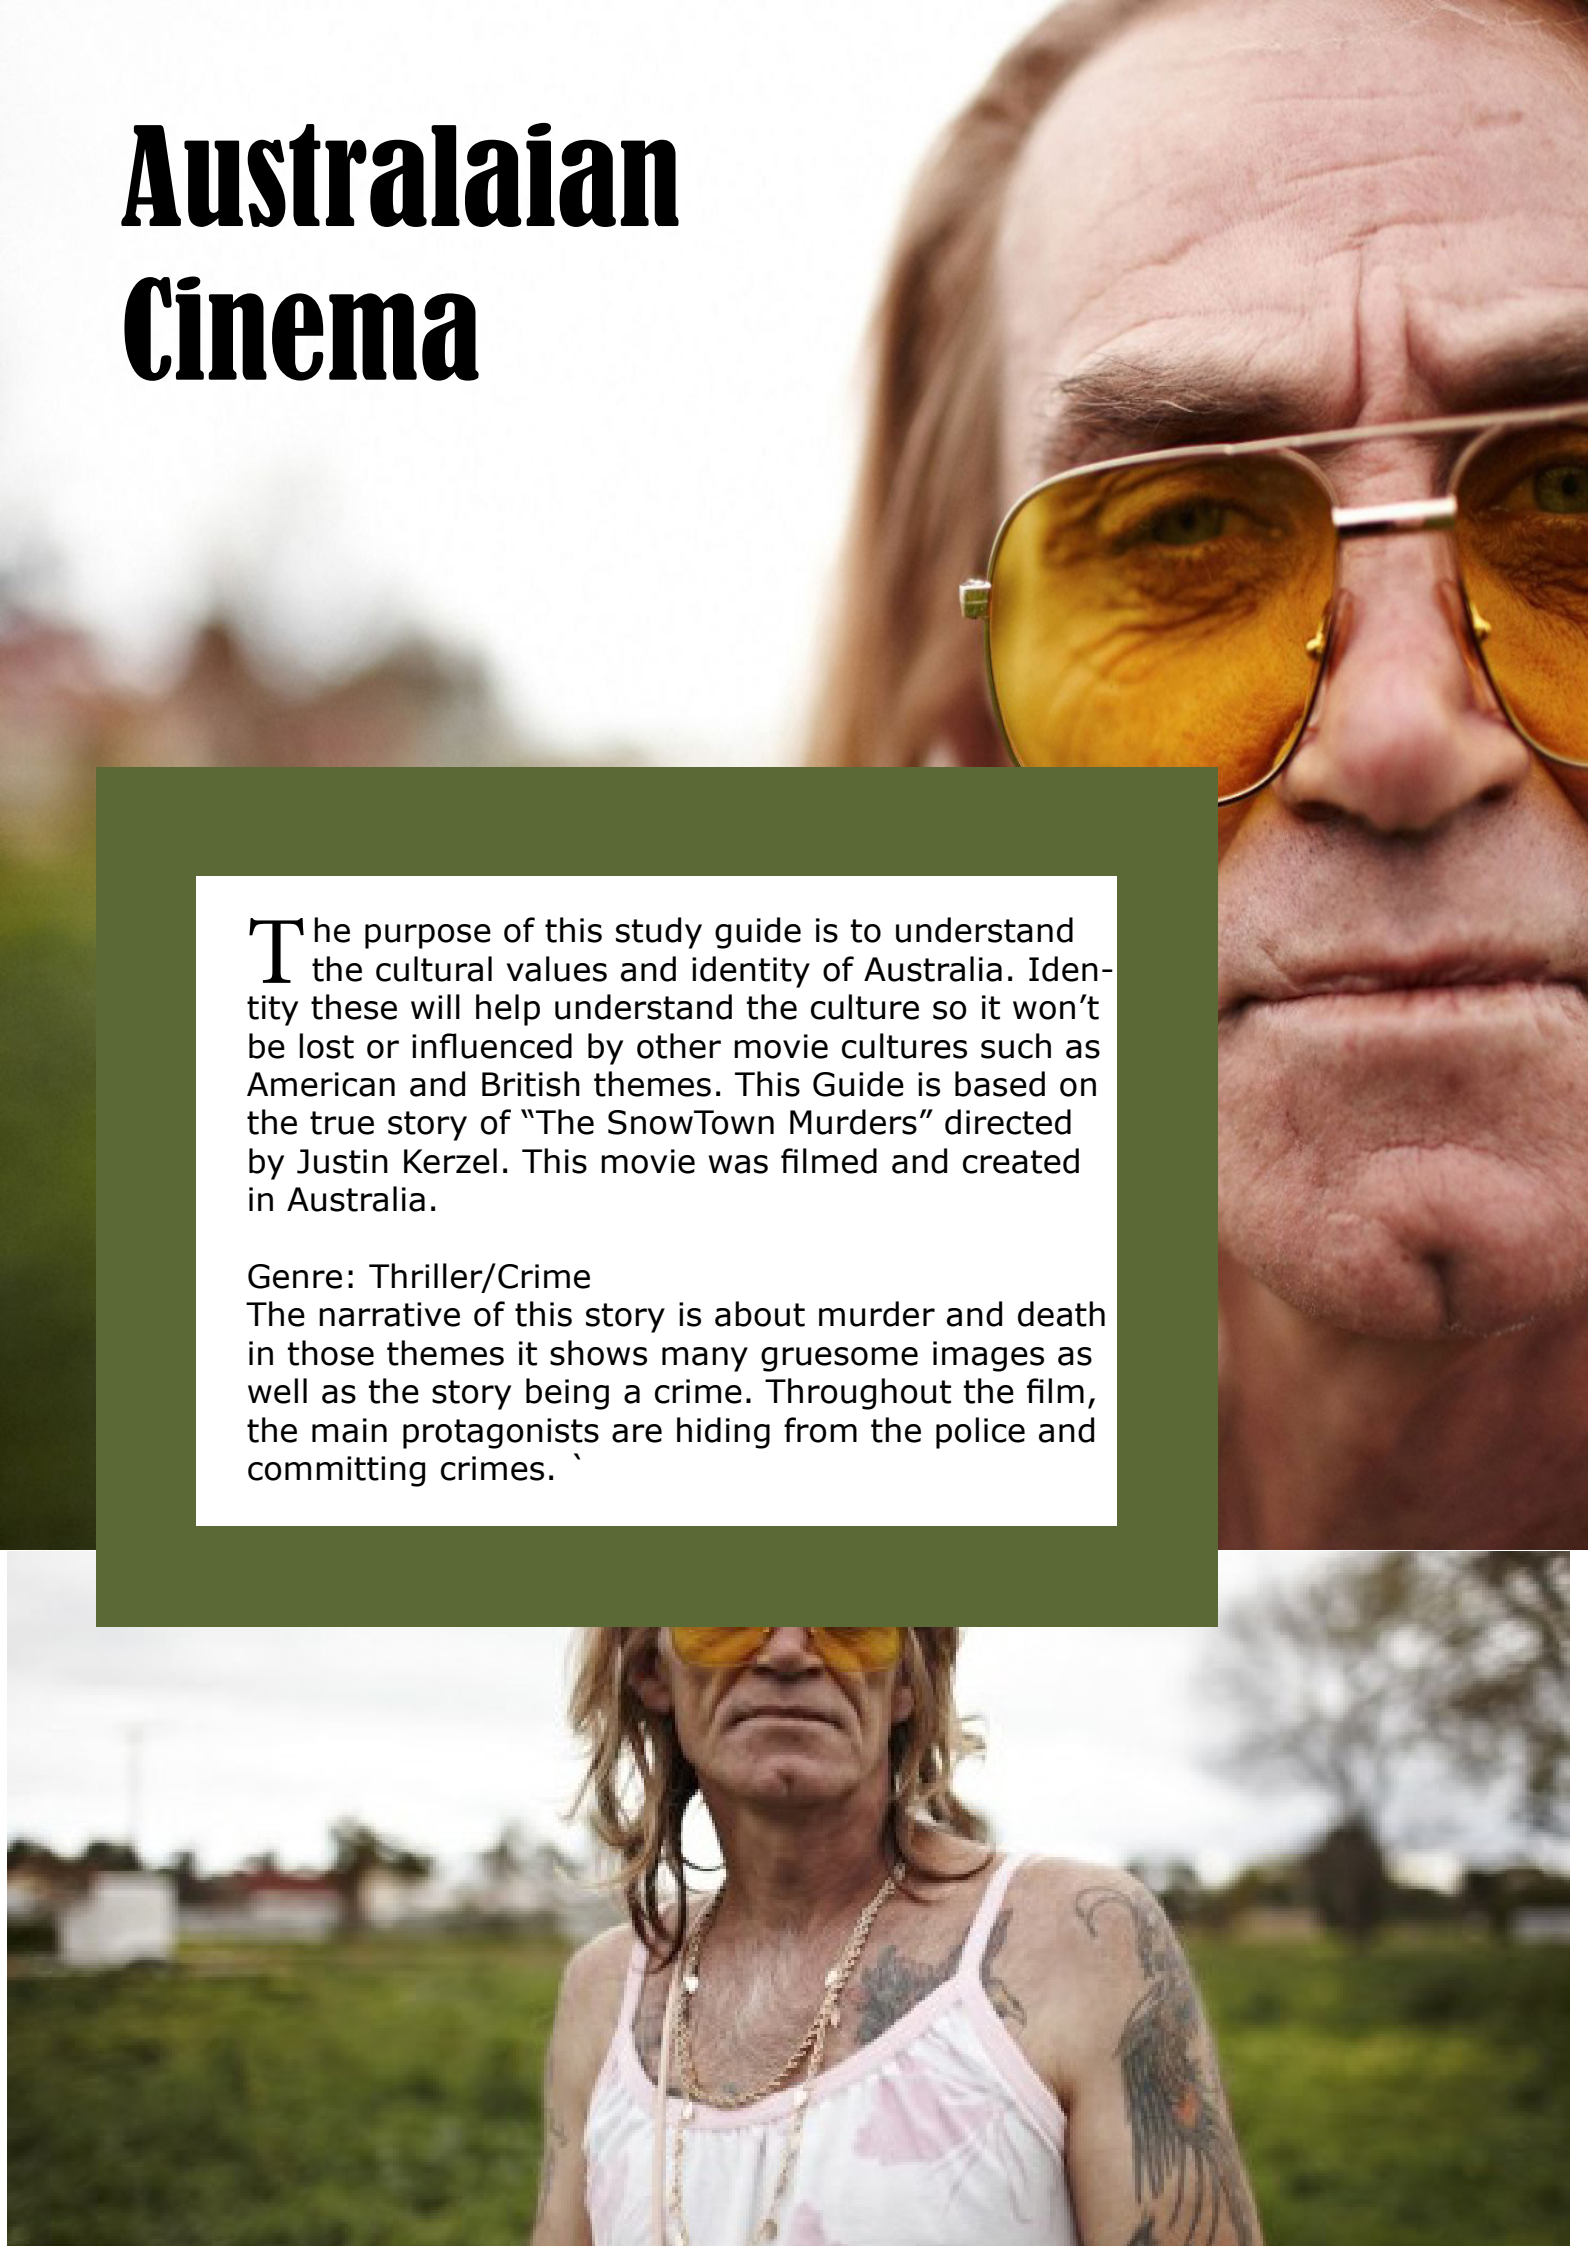 Australaian
Cinema
The purpose of this study guide is to understand
the cultural values and identity of Australia. Iden-
tity these will help understand the culture so it won’t
be lost or influenced by other movie cultures such as
American and British themes. This Guide is based on
the true story of “The SnowTown Murders” directed
by Justin Kerzel. This movie was filmed and created
in Australia.
Genre: Thriller/Crime
The narrative of this story is about murder and death
in those themes it shows many gruesome images as
well as the story being a crime. Throughout the film,
the main protagonists are hiding from the police and
committing crimes. `